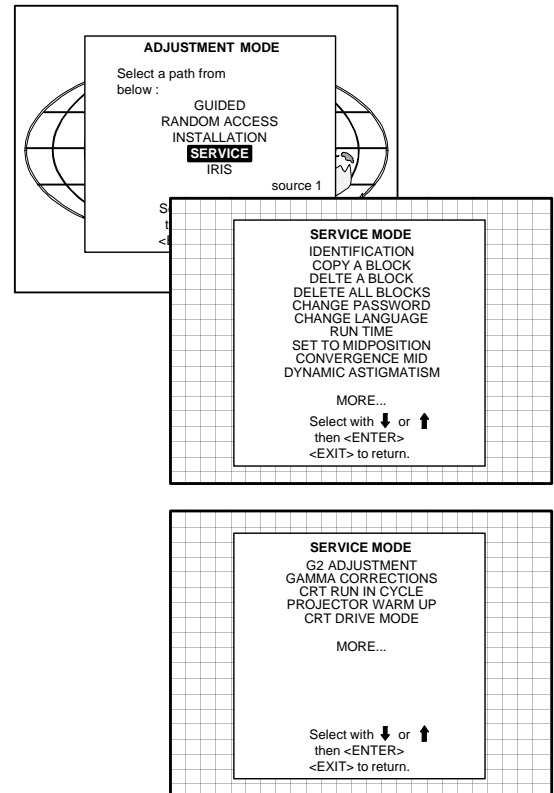 ADJUSTMENT MODE
Select a path from
below :
GUIDED
RANDOM ACCESS
INSTALLATION
SERVICE
IRIS
source 1
SERVICE MODE
IDENTIFICATION
COPY A BLOCK
DELTE A BLOCK
DELETE ALL BLOCKS
CHANGE PASSWORD
CHANGE LANGUAGE
RUN TIME
SET TO MIDPOSITION
CONVERGENCE MID
DYNAMIC ASTIGMATISM
MORE...
Select with ⬇ or ⬆
then <ENTER>
<EXIT> to return.
SERVICE MODE
G2 ADJUSTMENT
GAMMA CORRECTIONS
CRT RUN IN CYCLE
PROJECTOR WARM UP
CRT DRIVE MODE
MORE...
Select with ⬇ or ⬆
then <ENTER>
<EXIT> to return.